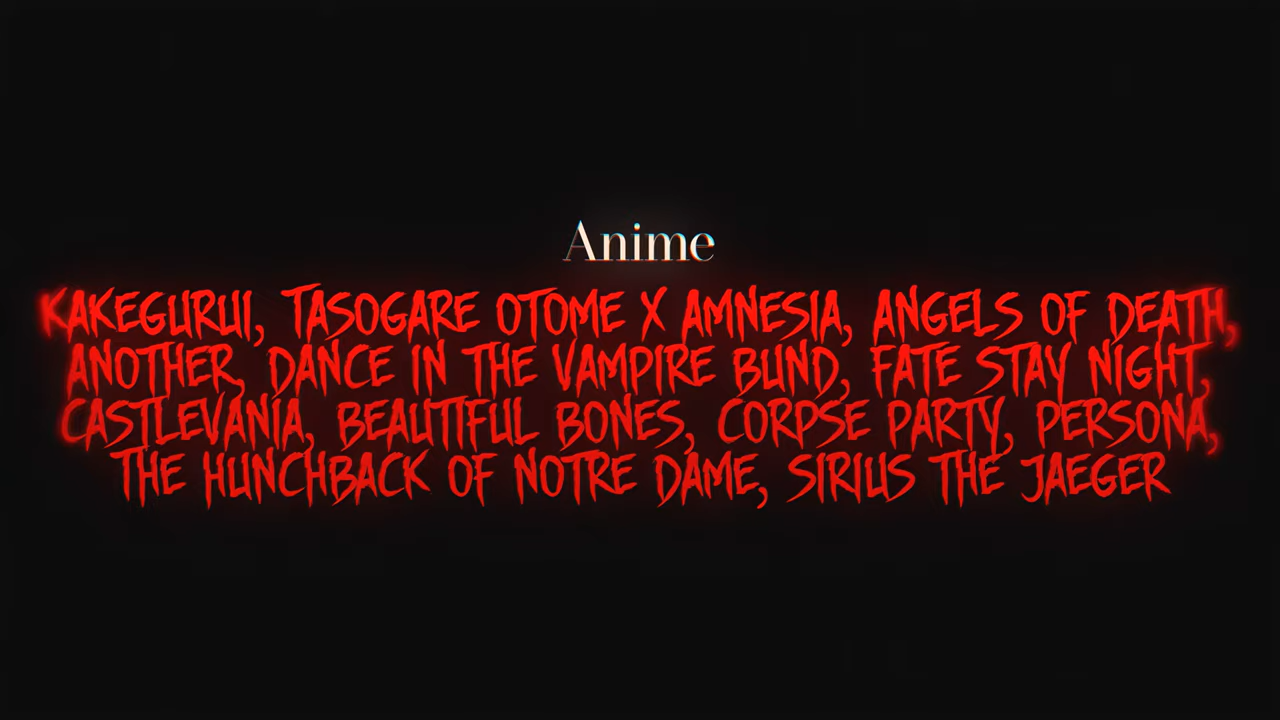 Anime
KAKEGURUI, TASOGARE OTOME X AMNESIA, ANGELS OF DEATH,
ANOTHER, DANCE IN THE VAMPIRE BUND, FATE STAY NIGHT,
CASTLEVANIA, BEAUTIFUL BONES, CORPSE PARTY, PERSONA,
THE HUNCHBACK OF NOTRE DAME, SIRIUS THE JAEGER